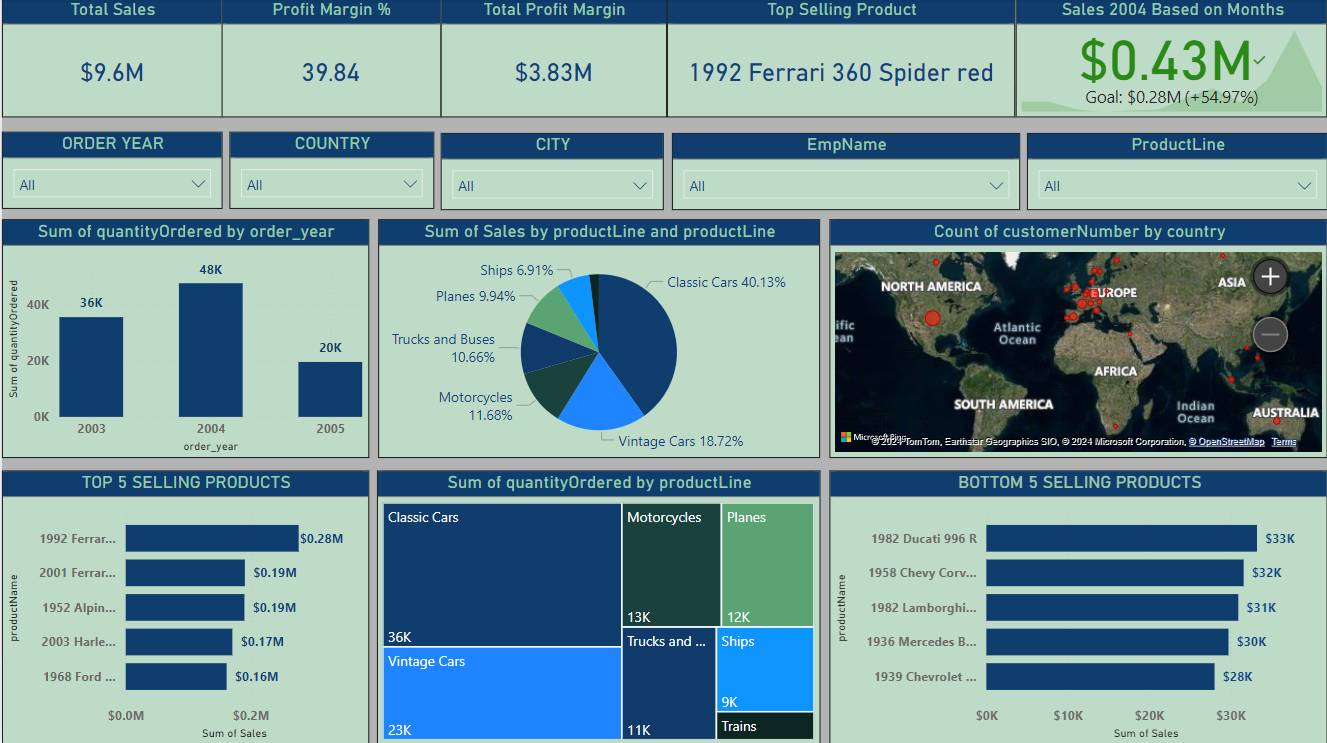 Total Sales
Profit Margin %
Total Profit Margin
Top Selling Product
Sales 2004 Based on Months
$9.6M
39.84
$3.83M
1992 Ferrari 360 Spider red
$0.43M
Goal: $0.28M (+54.97%)
ORDER YEAR
COUNTRY
CITY
EmpName
ProductLine
All
All
All
All
All
Sum of quantityOrdered by order_year
Sum of quantityOrdered
40K
20K
0K
36K
48K
20K
2003
2004
2005
order_year
Sum of Sales by productLine and productLine
Ships 6.91%
Classic Cars 40.13%
Planes 9.94%
Trucks and Buses
10.66%
Motorcycles
11.68%
Vintage Cars 18.72%
Count of customerNumber by country
NORTH AMERICA
EUROPE
ASIA
+
−
Atlantic
Ocean
AFRICA
SOUTH AMERICA
Indian
Ocean
AUSTRALIA
Microsoft Bing
© 2024 TomTom, Earthstar Geographics SIO, © 2024 Microsoft Corporation, © OpenStreetMap Terms
TOP 5 SELLING PRODUCTS
productName
1992 Ferrar...
$0.28M
2001 Ferrar...
$0.19M
1952 Alpin...
$0.19M
2003 Harle...
$0.17M
1968 Ford ...
$0.16M
$0.0M
$0.2M
Sum of Sales
Sum of quantityOrdered by productLine
Classic Cars
36K
Vintage Cars
23K
Motorcycles
13K
Planes
12K
Trucks and ...
11K
Ships
9K
Trains
BOTTOM 5 SELLING PRODUCTS
productName
1982 Ducati 996 R
$33K
1958 Chevy Corv...
$32K
1982 Lamborghi...
$31K
1936 Mercedes B...
$30K
1939 Chevrolet ...
$28K
$0K
$10K
$20K
$30K
Sum of Sales